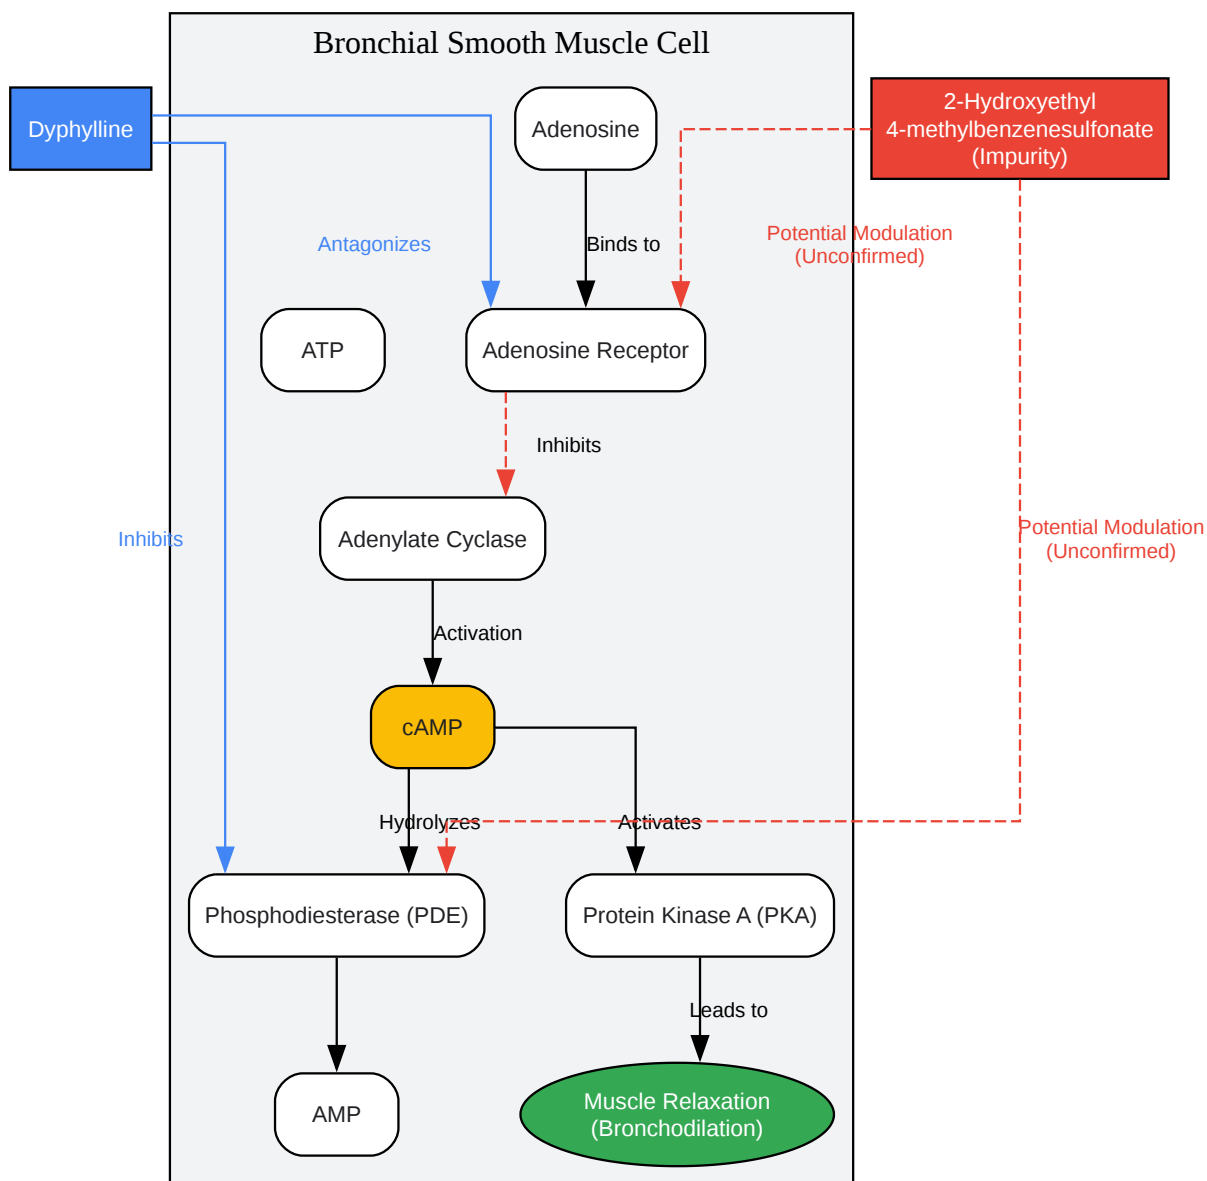 Bronchial Smooth Muscle Cell
Dyphylline
Adenosine
2-Hydroxyethyl
4-methylbenzenesulfonate
(Impurity)
Antagonizes
Binds to
Potential Modulation
(Unconfirmed)
ATP
Adenosine Receptor
Inhibits
Inhibits
Adenylate Cyclase
Potential Modulation
(Unconfirmed)
Activation
cAMP
Hydrolyzes
Activates
Phosphodiesterase (PDE)
Protein Kinase A (PKA)
Leads to
AMP
Muscle Relaxation
(Bronchodilation)